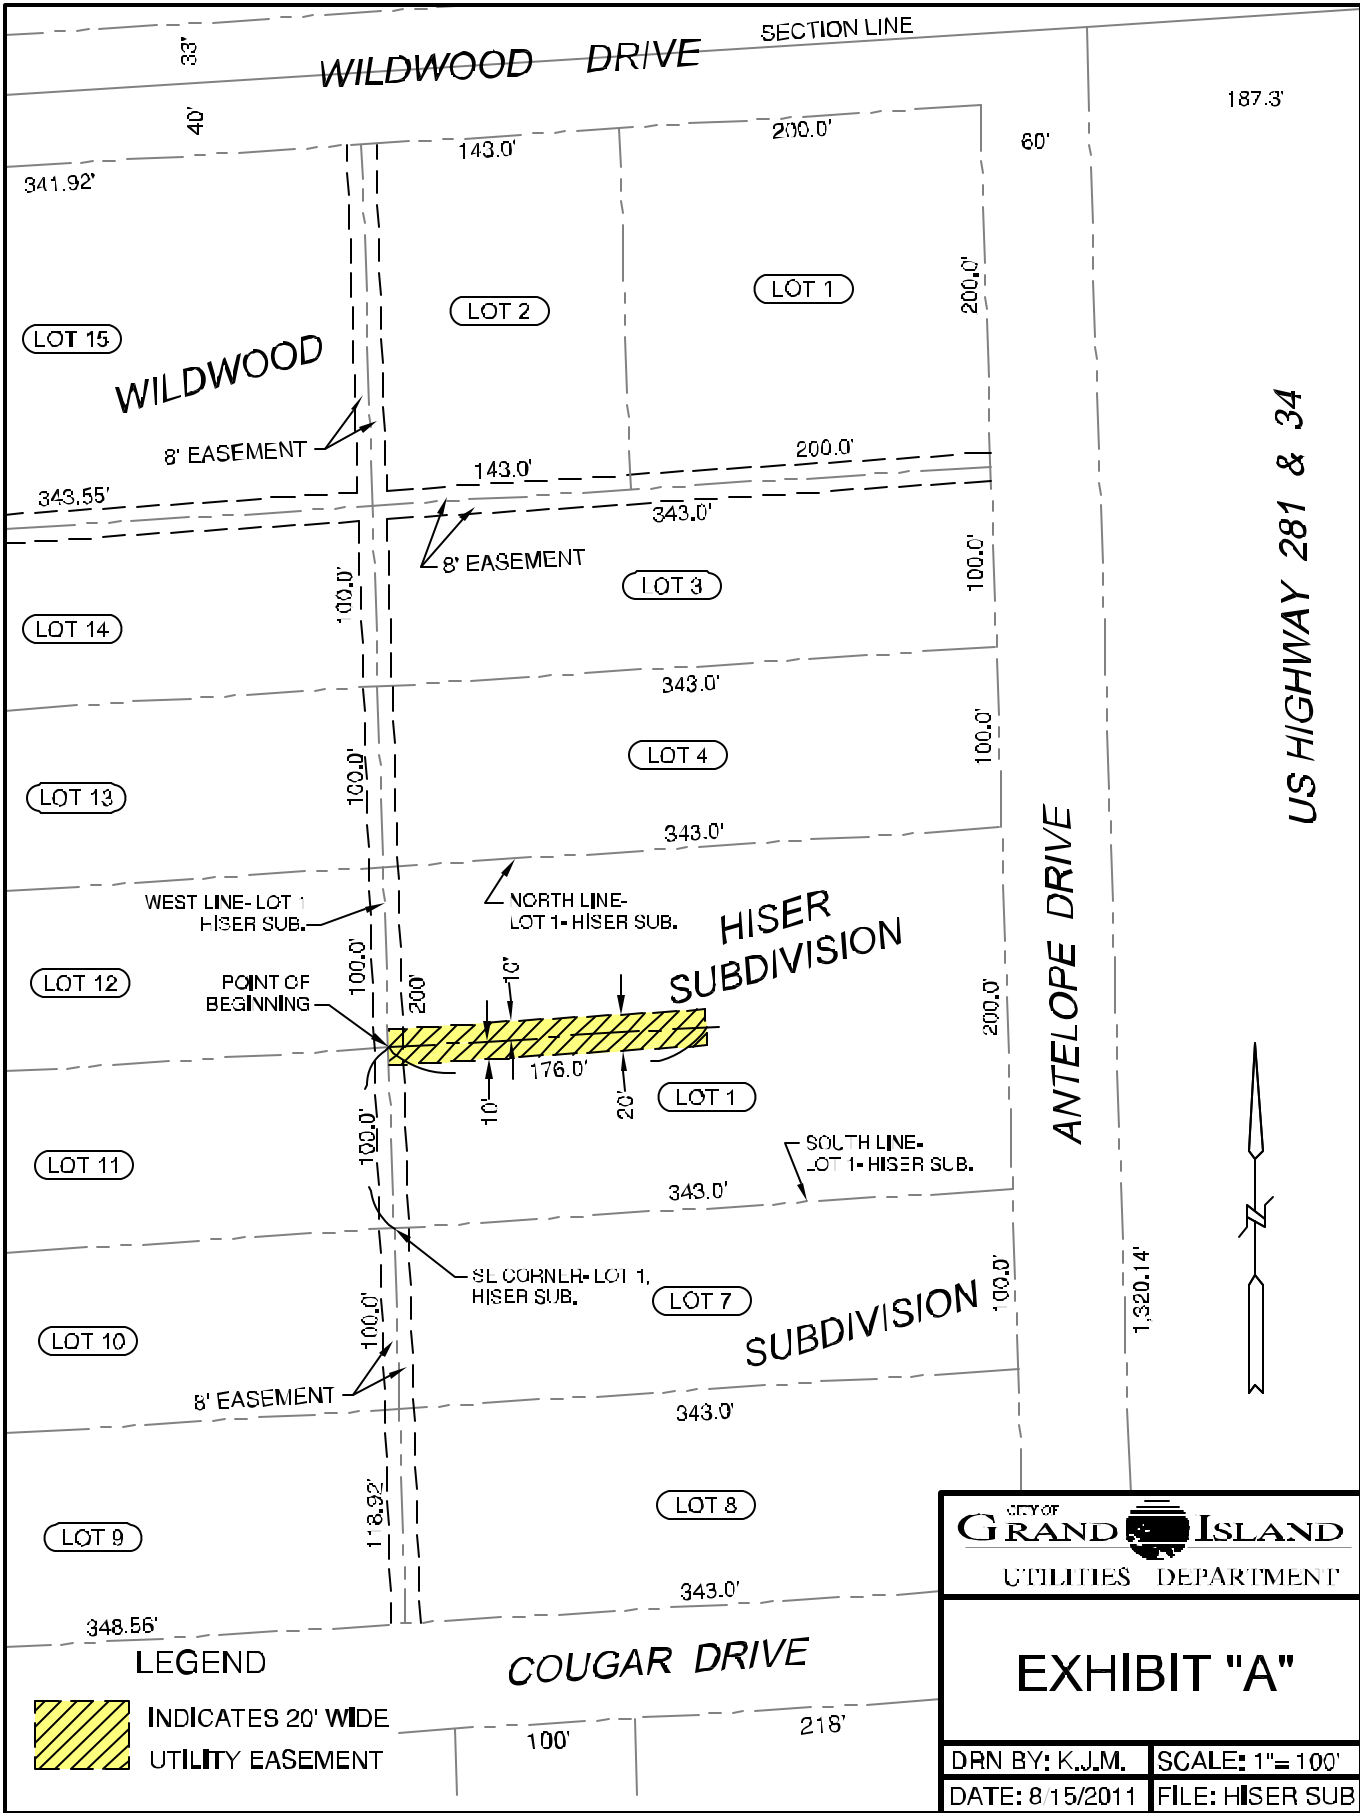 SECTION LINE
WILDWOOD DRIVE
33'
40'
187.3'
60'
143.0'
200.0'
341.92'
LOT 15
LOT 2
LOT 1
200.0'
WILDWOOD
8' EASEMENT
343.55'
143.0'
200.0'
343.0'
8' EASEMENT
US HIGHWAY 281 & 34
LOT 14
100.0'
LOT 3
100.0'
343.0'
LOT 13
100.0'
LOT 4
100.0'
343.0'
WEST LINE- LOT 1
HISER SUB.
NORTH LINE-
LOT 1- HISER SUB.
HISER
SUBDIVISION
ANTELOPE DRIVE
LOT 12
100.0'
POINT OF
BEGINNING
200'
10'
200.0'
176.0'
10'
20'
LOT 1
LOT 11
100.0'
SOUTH LINE-
LOT 1- HISER SUB.
343.0'
SE CORNER- LOT 1,
HISER SUB.
LOT 7
100.0'
1,320.14'
SUBDIVISION
LOT 10
100.0'
8' EASEMENT
343.0'
LOT 9
118.92'
LOT 8
343.0'
348.56'
COUGAR DRIVE
100'
218'
LEGEND
INDICATES 20' WIDE
UTILITY EASEMENT
CITY OF
GRAND ISLAND
UTILITIES DEPARTMENT
EXHIBIT "A"
DRN BY: K.J.M.
SCALE: 1"= 100'
DATE: 8/15/2011
FILE: HISER SUB